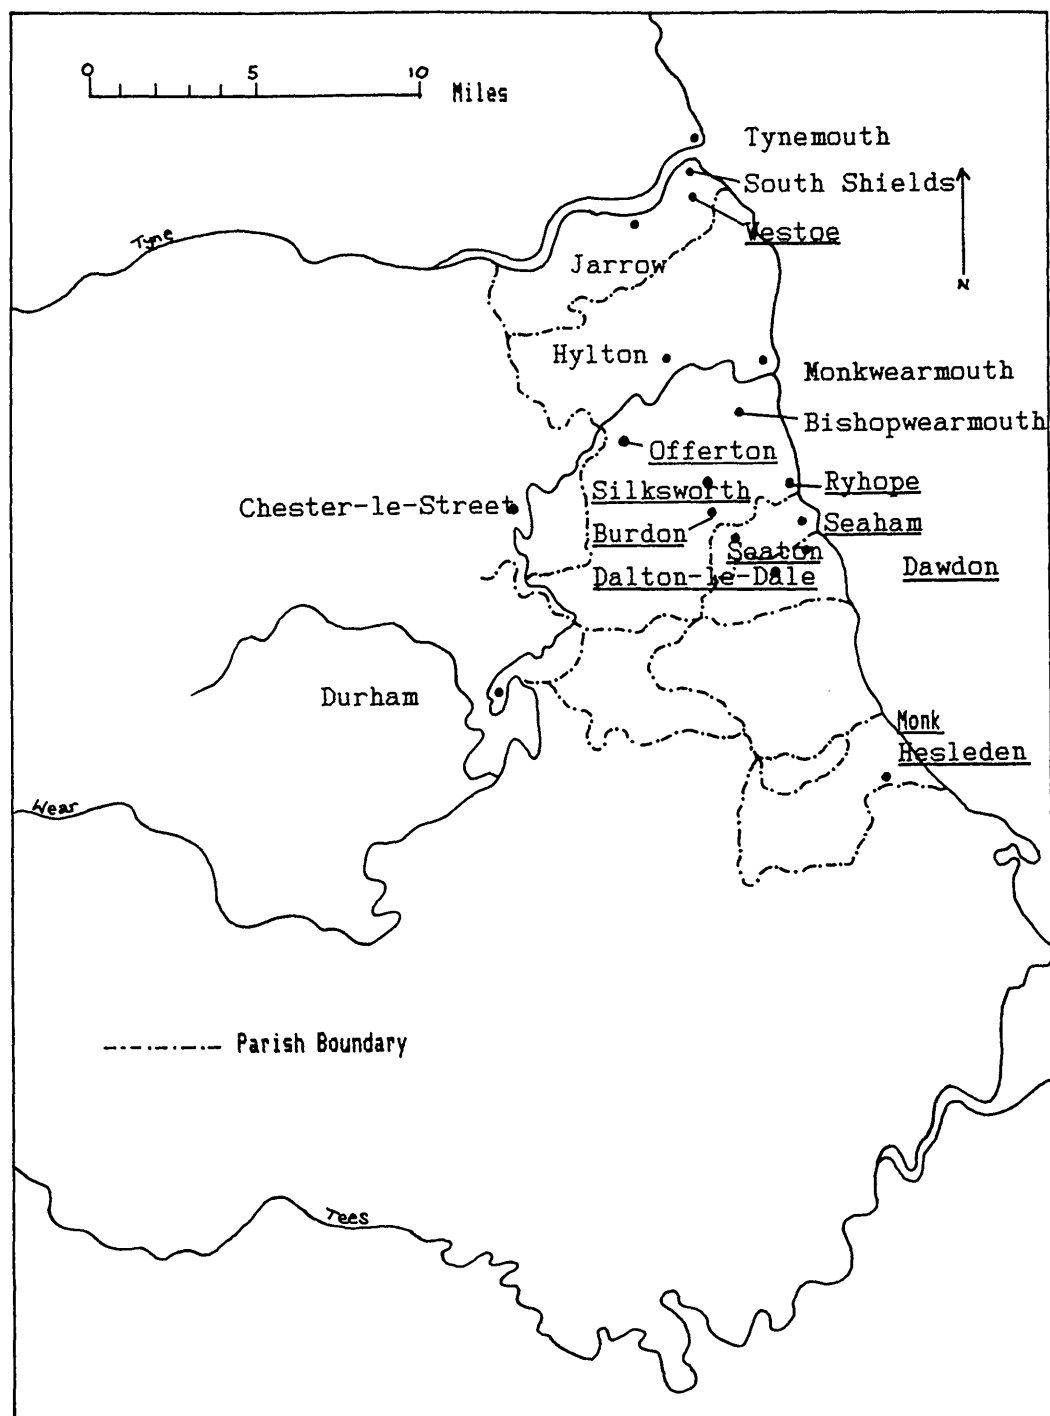 0 5 10
Miles
Tynemouth
South Shields
Westoe
Tyne
Jarrow
N
Hylton
Monkwearmouth
Bishopwearmouth
Offerton
Silksworth
Ryhope
Chester-le-Street
Seaham
Burdon
Seaton
Dawdon
Dalton-le-Dale
Durham
Monk
Hesleden
Wear
Parish Boundary
Tees